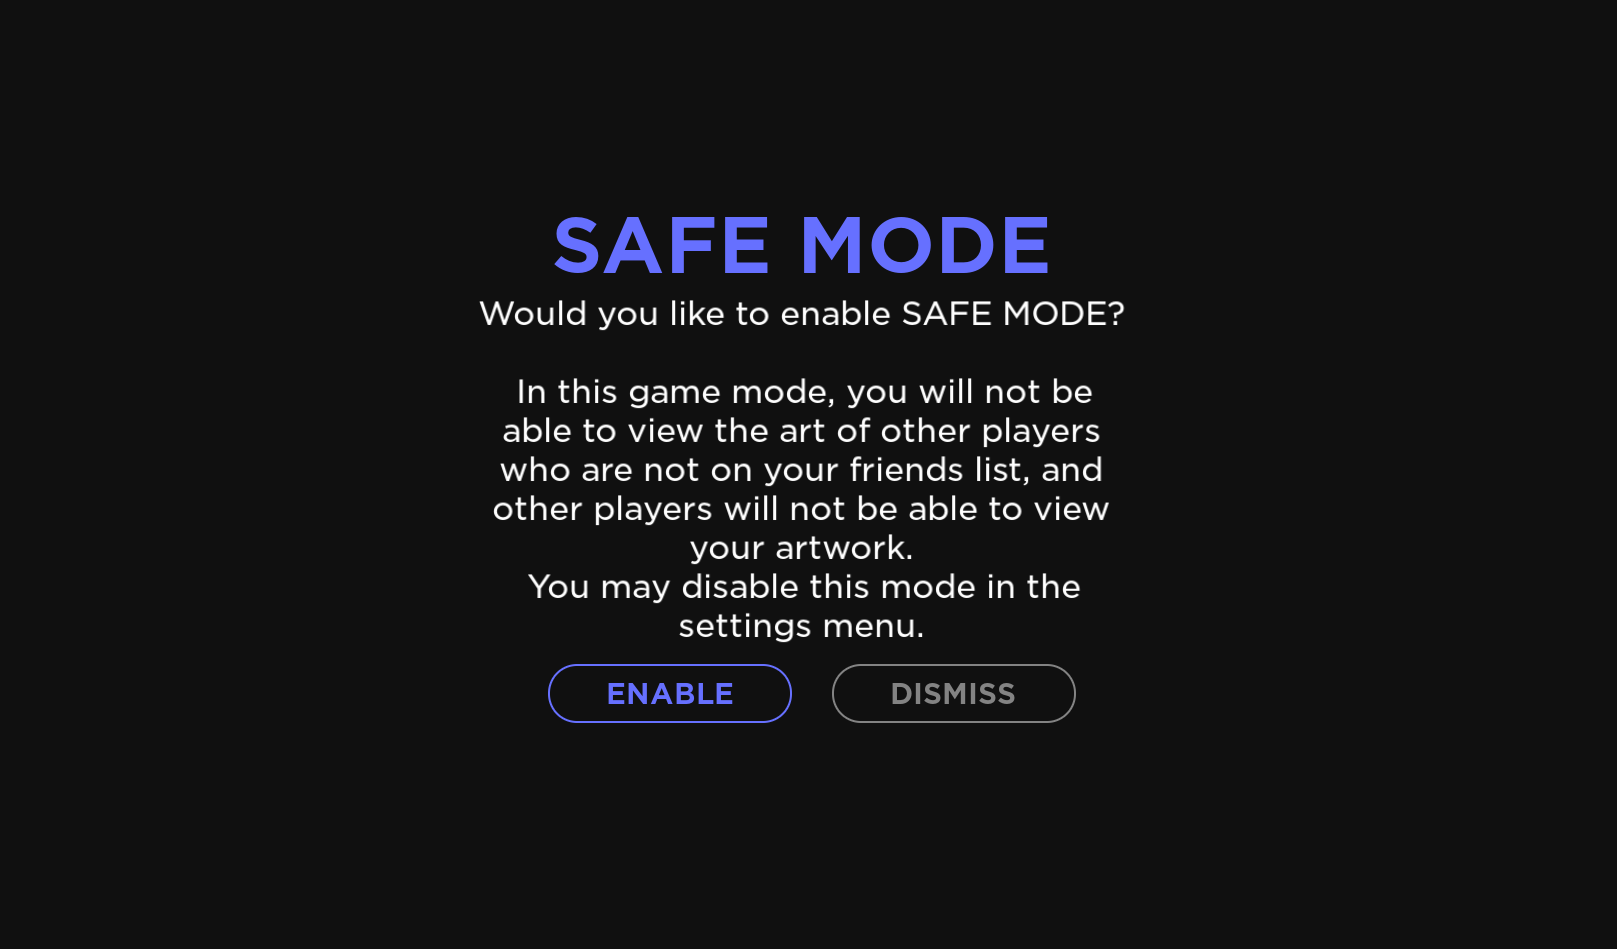 SAFE MODE
Would you like to enable SAFE MODE?
In this game mode, you will not be
able to view the art of other players
who are not on your friends list, and
other players will not be able to view
your artwork.
You may disable this mode in the
settings menu.
ENABLE
DISMISS